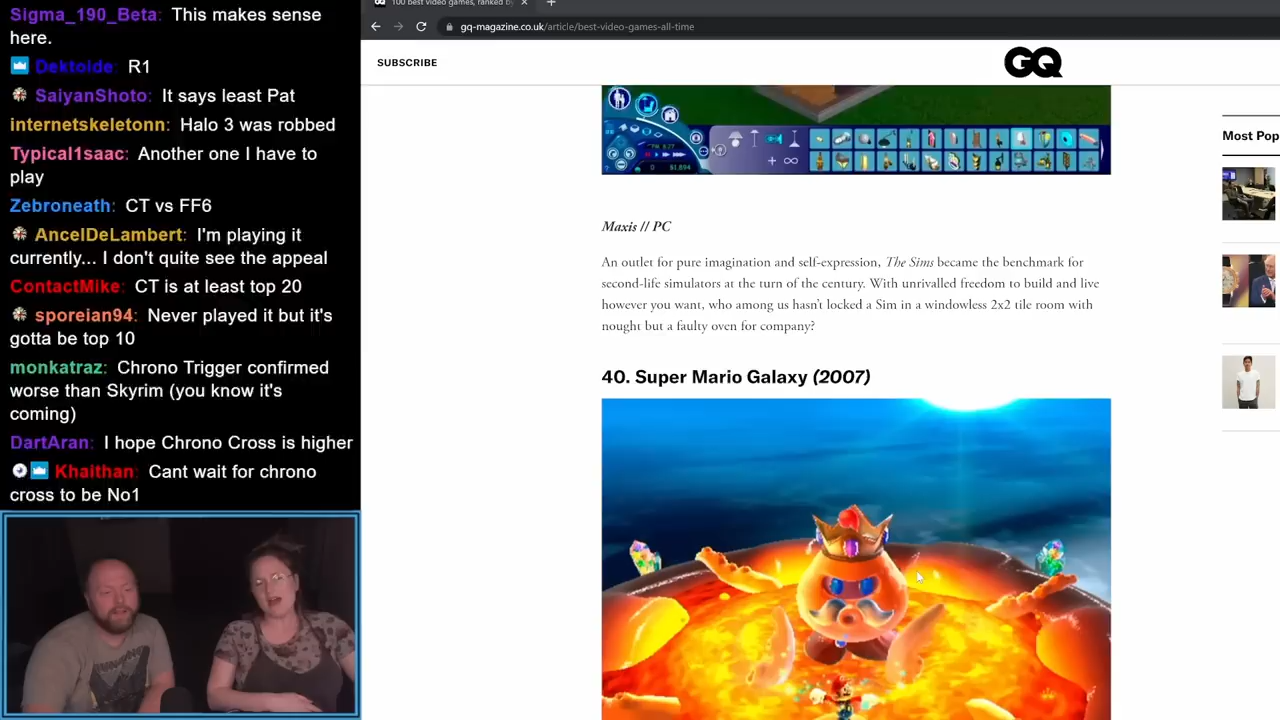 Sigma_190_Beta: This makes sense
here.
Dektolde: R1
SaiyanShoto: It says least Pat
internetskeletonn: Halo 3 was robbed
Typical1saac: Another one I have to
play
Zebroneath: CT vs FF6
AncelDeLambert: I'm playing it
currently... I don't quite see the appeal
ContactMike: CT is at least top 20
sporeian94: Never played it but it's
gotta be top 10
monkatraz: Chrono Trigger confirmed
worse than Skyrim (you know it's
coming)
DartAran: I hope Chrono Cross is higher
Khaithan: Cant wait for chrono
cross to be No1
100 best video games, ranked by
gq-magazine.co.uk/article/best-video-games-all-time
SUBSCRIBE
GQ
Most Pop
Maxis // PC
An outlet for pure imagination and self-expression, The Sims became the benchmark for
second-life simulators at the turn of the century. With unrivalled freedom to build and live
however you want, who among us hasn't locked a Sim in a windowless 2x2 tile room with
nought but a faulty oven for company?
40. Super Mario Galaxy (2007)